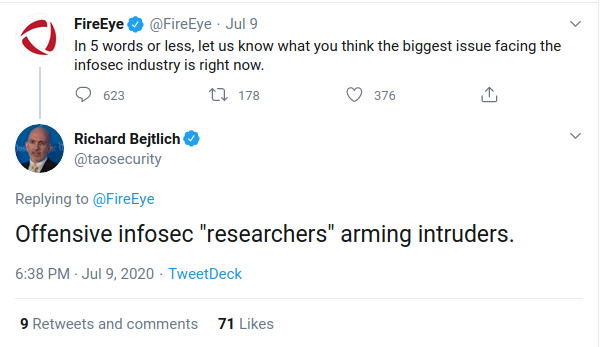 FireEye @FireEye · Jul 9
In 5 words or less, let us know what you think the biggest issue facing the
infosec industry is right now.
623 178 376
Richard Bejtlich
@taosecurity
Replying to @FireEye
Offensive infosec "researchers" arming intruders.
6:38 PM · Jul 9, 2020 · TweetDeck
9 Retweets and comments 71 Likes